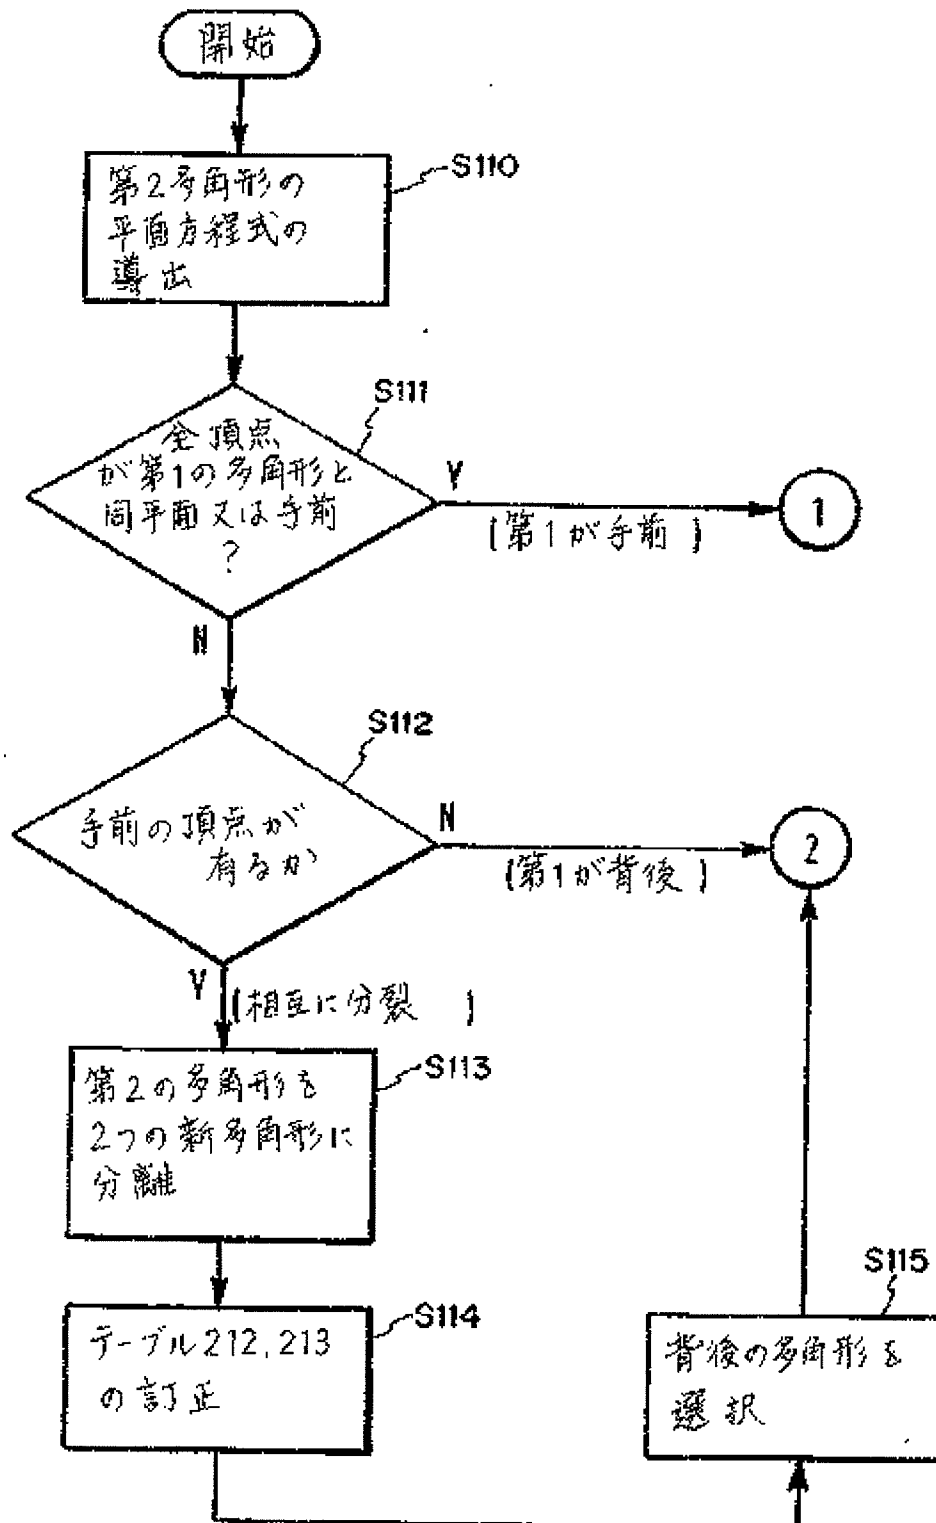 開始
S110
第2多角形の
平面方程式の
導出
S111
全頂点
が第1の多角形と
同平面又は手前
?
Y
(第1が手前)
1
N
S112
手前の頂点が
有るか
N
(第1が背後)
2
Y
(相互に分裂 )
S113
第2の多角形を
2つの新多角形に
分離
S114
テーブル212,213
の訂正
S115
背後の多角形を
選択